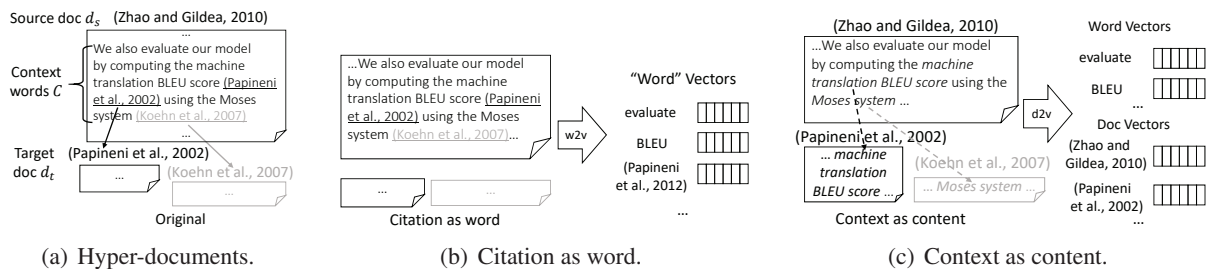 Source doc d_s
(Zhao and Gildea, 2010)
...
Context
words C
We also evaluate our model
by computing the machine
translation BLEU score (Papineni
et al., 2002) using the Moses
system (Koehn et al., 2007)
...
Target
doc d_t
(Papineni et al., 2002)
...
(Koehn et al., 2007)
...
Original
(a) Hyper-documents.
...We also evaluate our model
by computing the machine
translation BLEU score (Papineni
et al., 2002) using the Moses
system (Koehn et al., 2007)...
...
...
Citation as word
w2v
“Word” Vectors
evaluate
BLEU
(Papineni
et al., 2012)
...
(b) Citation as word.
(Zhao and Gildea, 2010)
...We also evaluate our model
by computing the machine
translation BLEU score using the
Moses system ...
(Papineni et al., 2002)
... machine
translation
BLEU score ...
(Koehn et al., 2007)
... Moses system ...
Context as content
d2v
Word Vectors
evaluate
BLEU
...
Doc Vectors
(Zhao and
Gildea, 2010)
(Papineni
et al., 2002)
...
(c) Context as content.